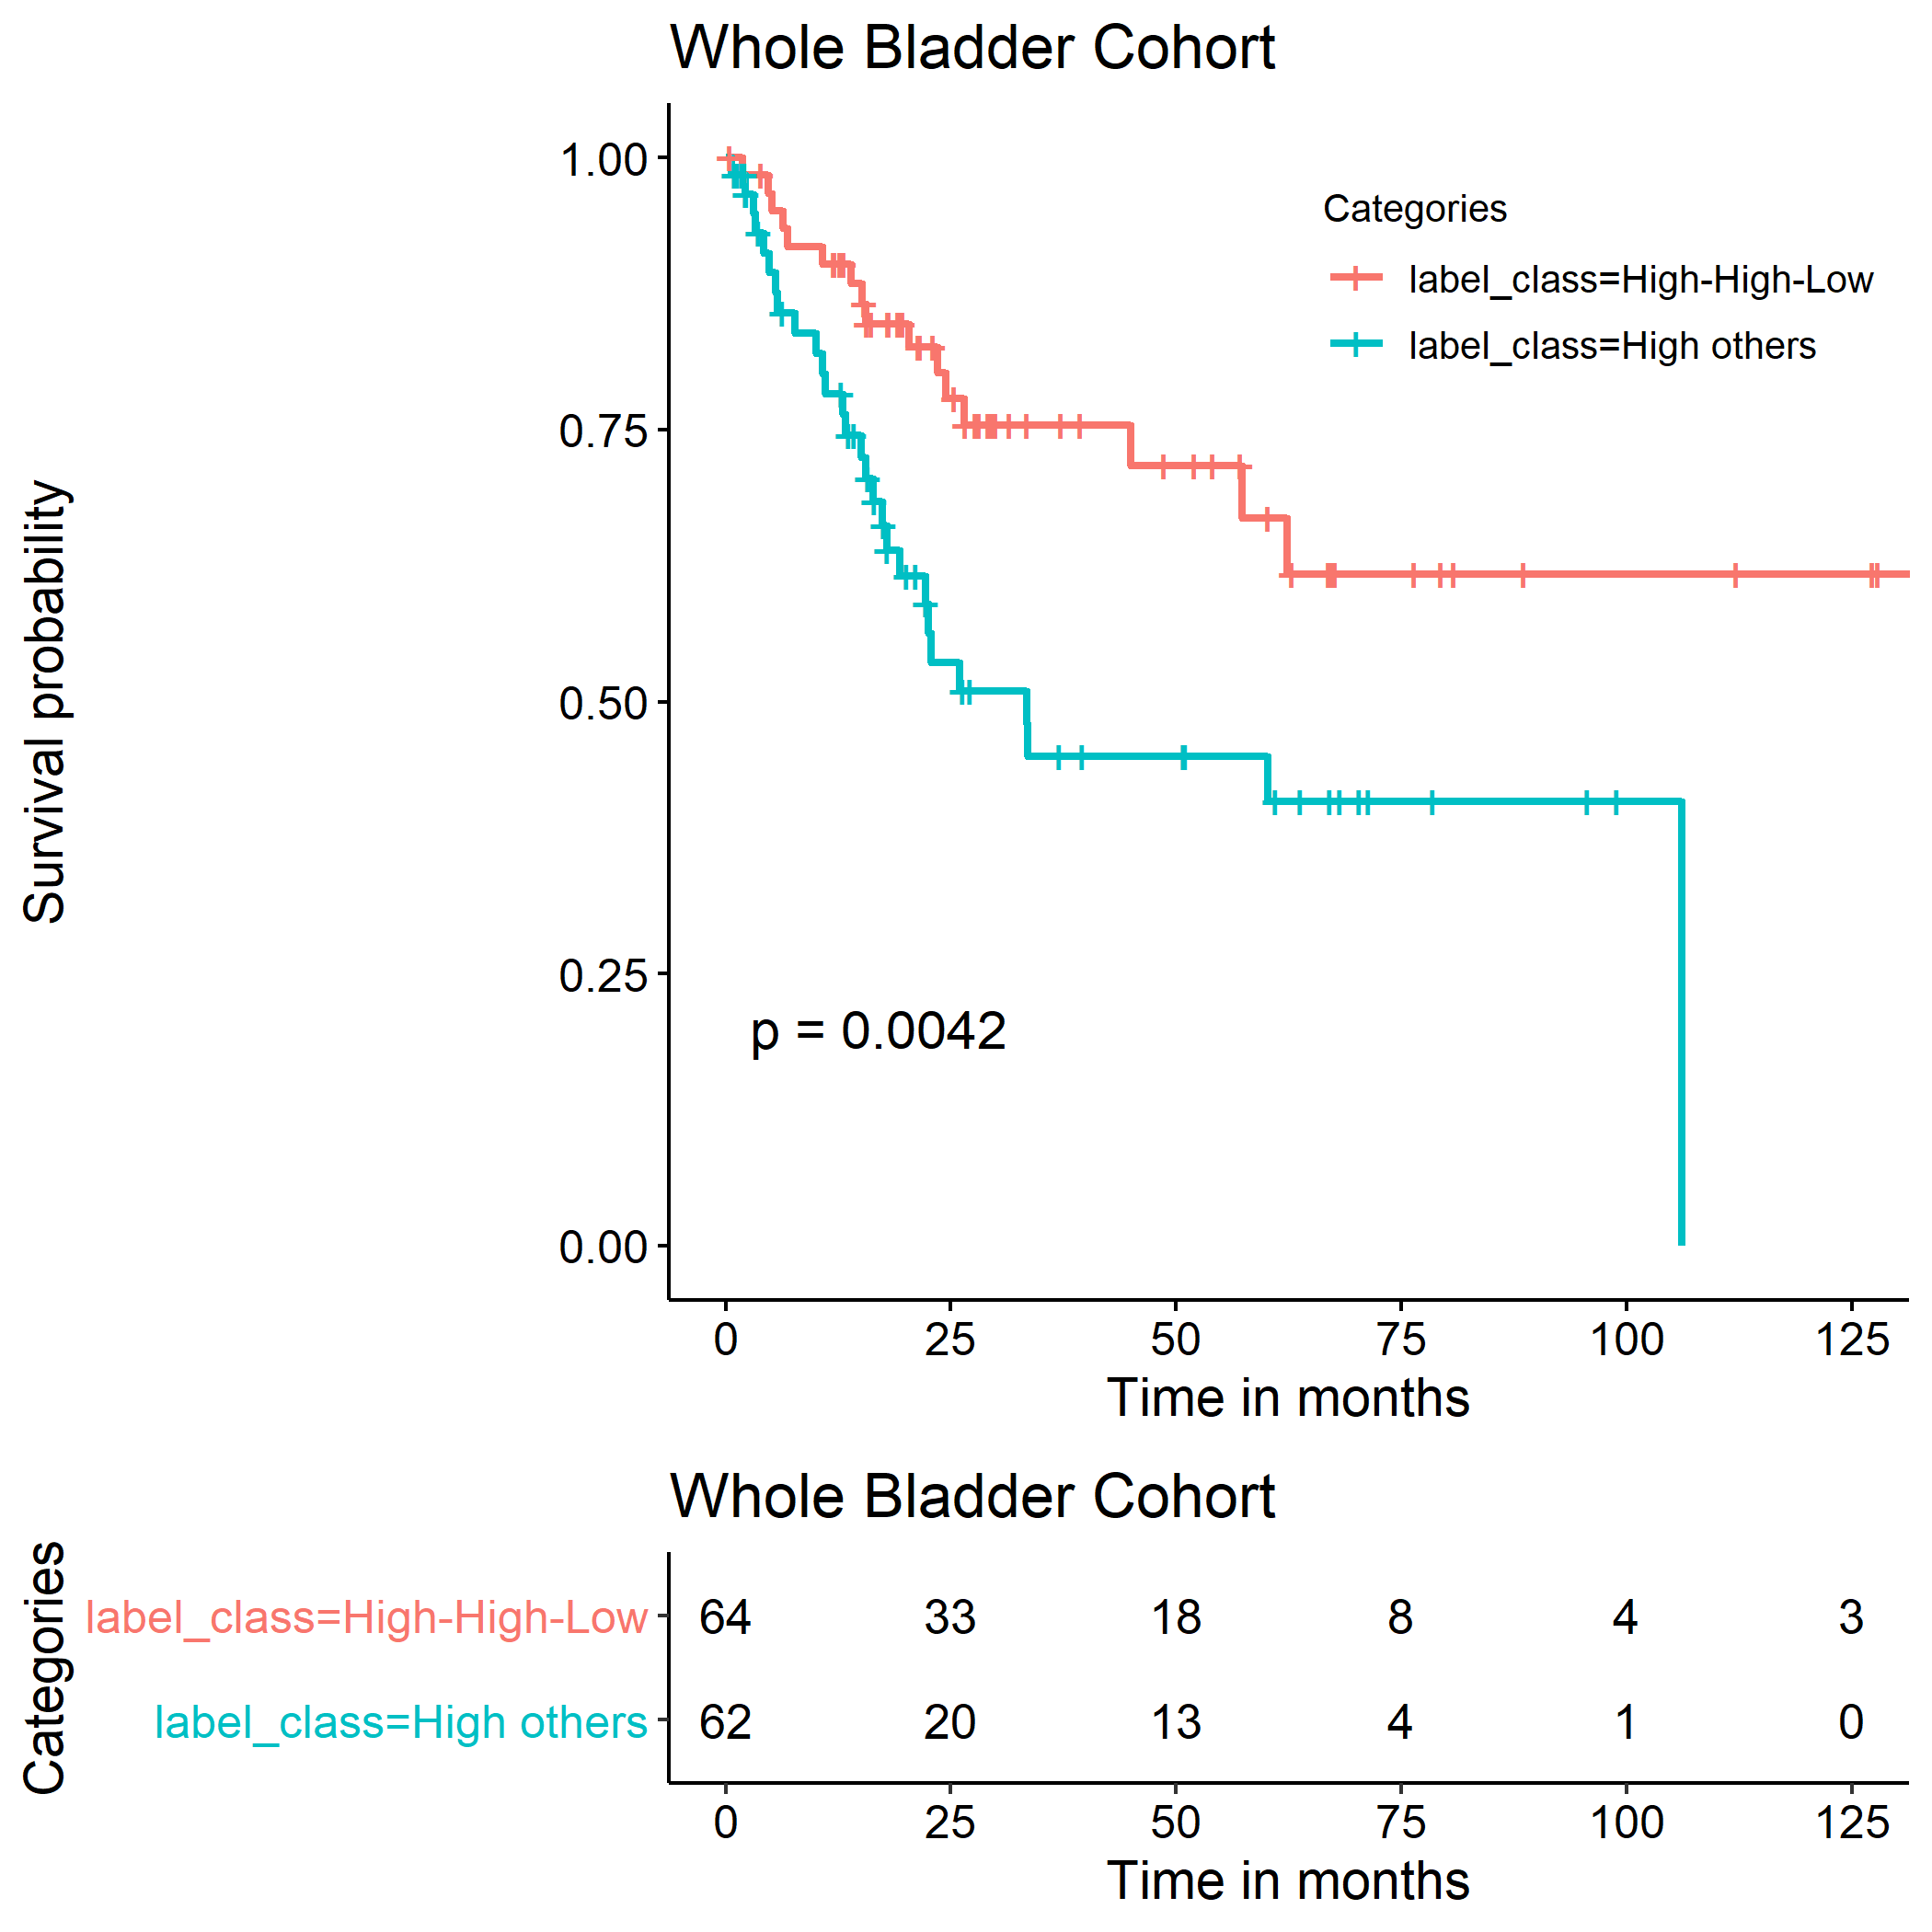 Whole Bladder Cohort
Survival probability
1.00
0.75
0.50
0.25
0.00
Categories
label_class=High-High-Low
label_class=High others
p = 0.0042
0 25 50 75 100 125
Time in months
Whole Bladder Cohort
Categories
label_class=High-High-Low 64 33 18 8 4 3
label_class=High others 62 20 13 4 1 0
0 25 50 75 100 125
Time in months